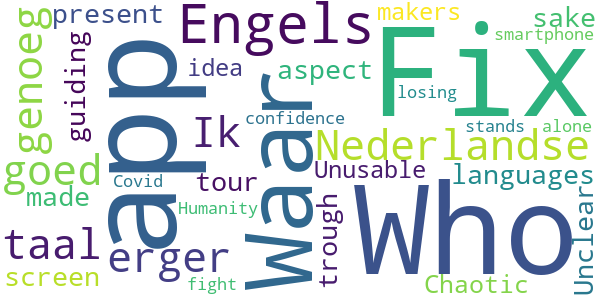 present
Engels
makers
sake
smartphone
genoeg
guiding
app
idea
aspect
Fix
losing
Ik
Waar
confidence
stands
alone
Nederlandse
goed
Covid
tour
Unusable
languages
made
Humanity
trough
Who
Unclear
taal
erger
screen
fight
Chaotic